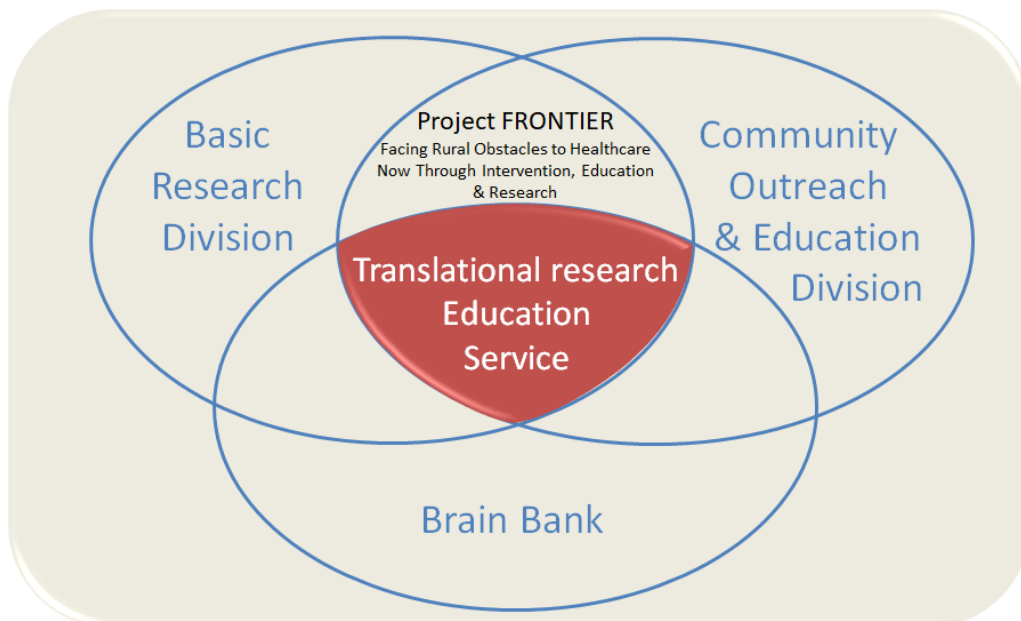 Basic
Research
Division
Project FRONTIER
Facing Rural Obstacles to Healthcare
Now Through Intervention, Education
& Research
Community
Outreach
& Education
Division
Translational research
Education
Service
Brain Bank